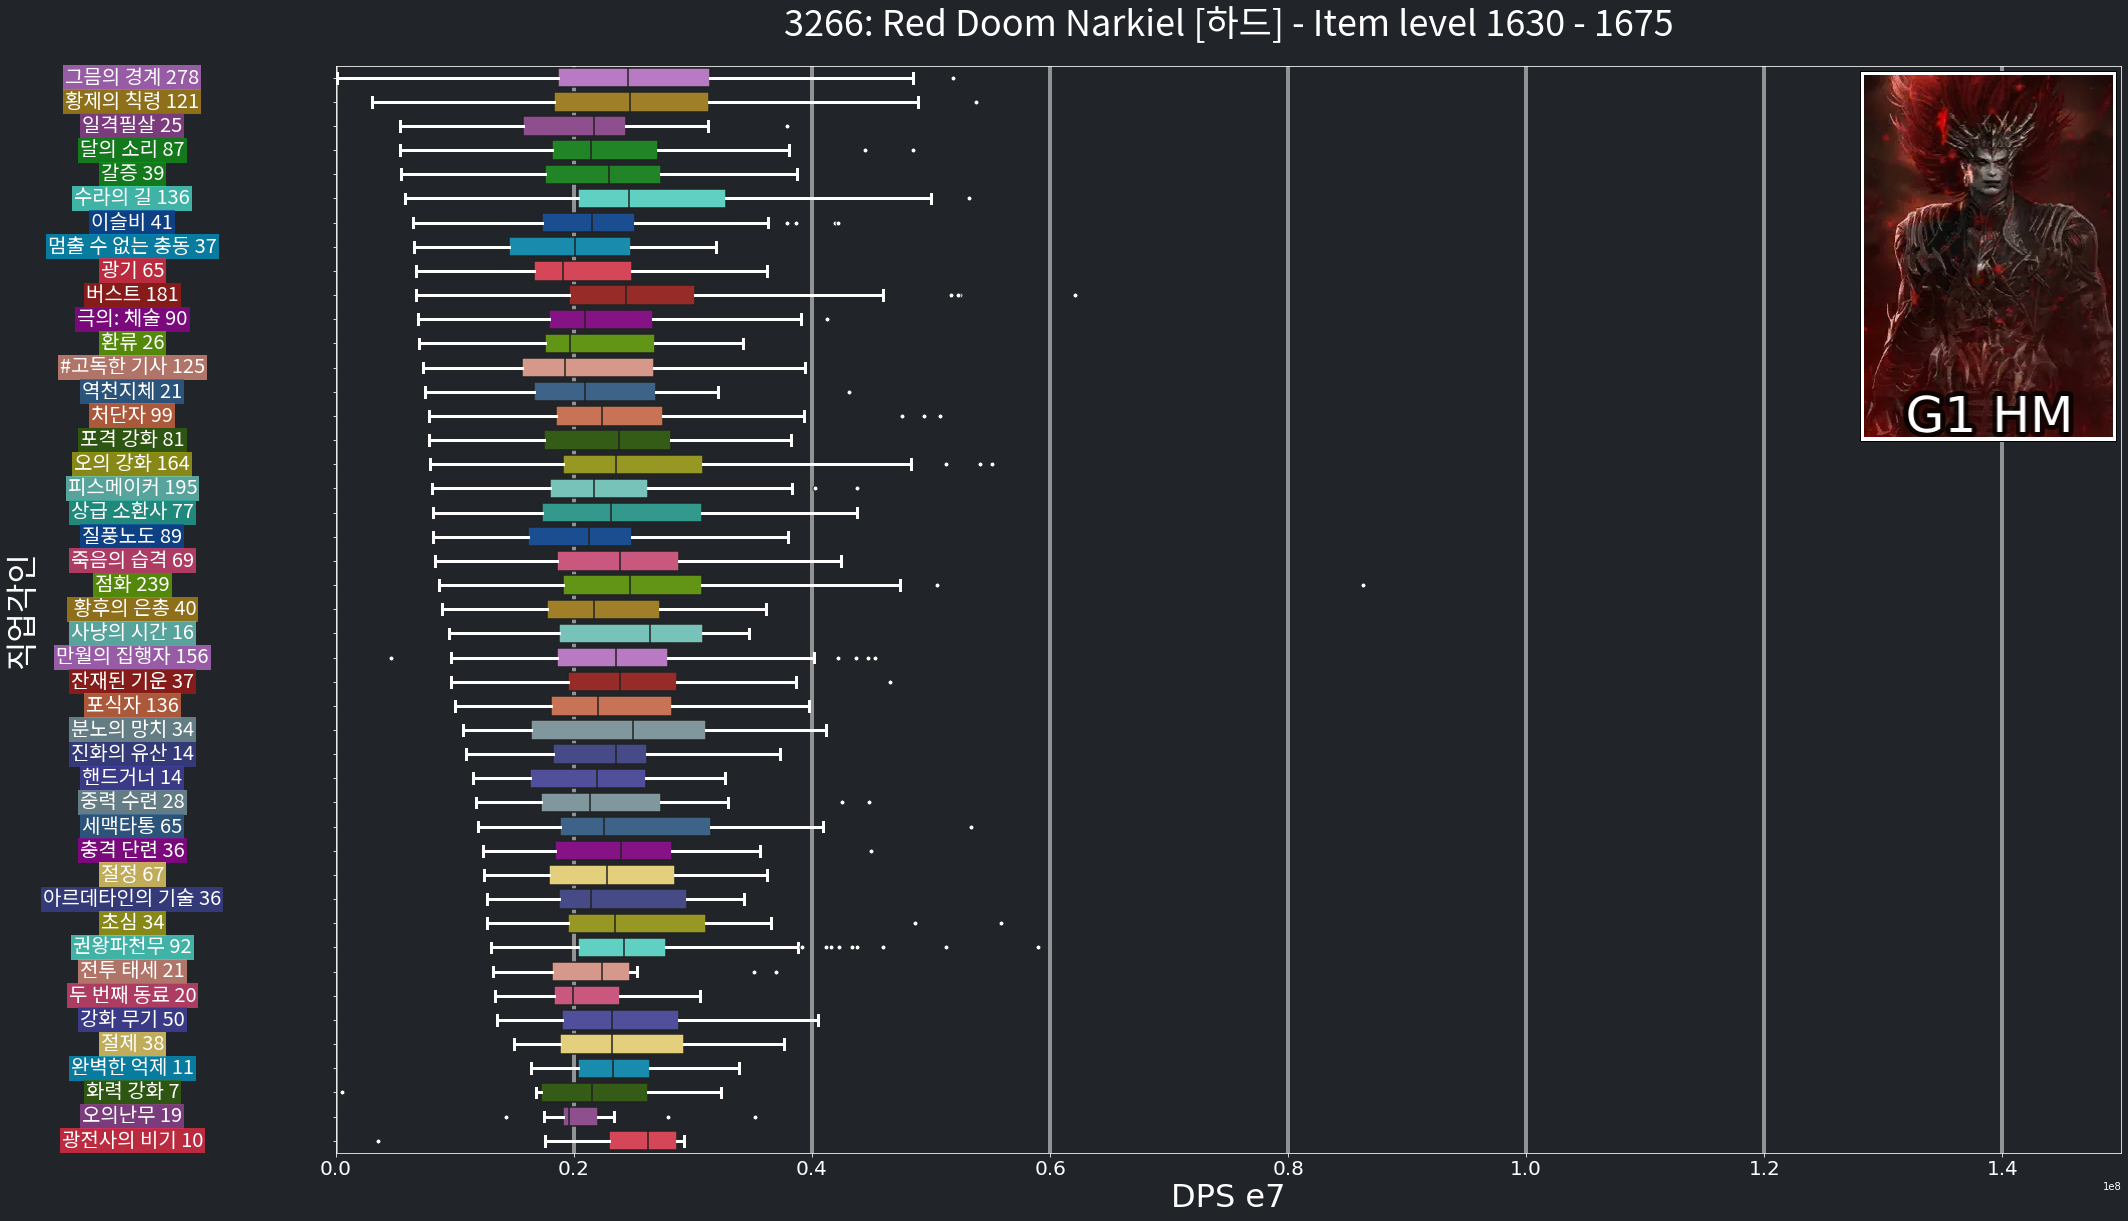 3266: Red Doom Narkiel [하드] - Item level 1630 - 1675
그믐의 경계 278
황제의 칙령 121
일격필살 25
달의 소리 87
갈증 39
수라의 길 136
이슬비 41
멈출 수 없는 충동 37
광기 65
버스트 181
극의: 체술 90
환류 26
#고독한 기사 125
역천지체 21
처단자 99
포격 강화 81
오의 강화 164
피스메이커 195
상급 소환사 77
질풍노도 89
죽음의 습격 69
점화 239
황후의 은총 40
사냥의 시간 16
만월의 집행자 156
잔재된 기운 37
포식자 136
분노의 망치 34
진화의 유산 14
핸드거너 14
중력 수련 28
세맥타통 65
충격 단련 36
절정 67
아르데타인의 기술 36
초심 34
권왕파천무 92
전투 태세 21
두 번째 동료 20
강화 무기 50
절제 38
완벽한 억제 11
화력 강화 7
오의난무 19
광전사의 비기 10
직업각인
G1 HM
0.0 0.2 0.4 0.6 0.8 1.0 1.2 1.4
DPS e7
1e8